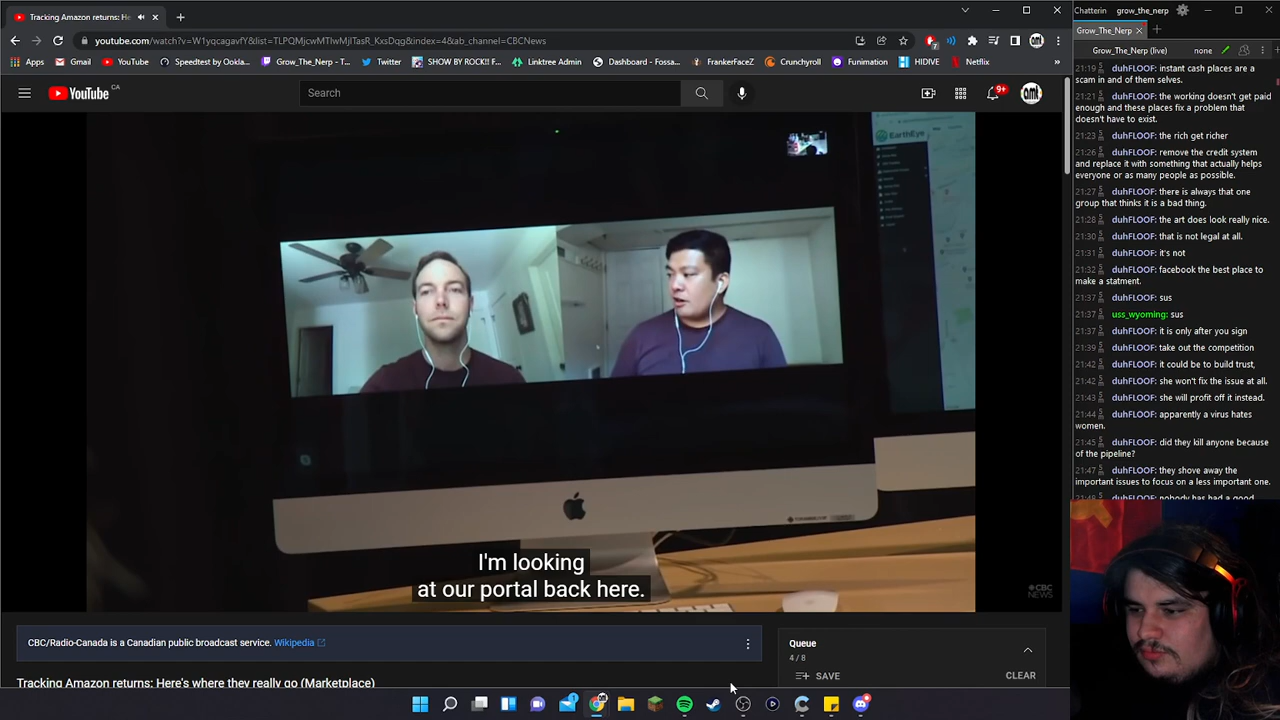 Tracking Amazon returns: He
youtube.com/watch?v=W1yqcagavfY&list=TLPQMjcwMTIwMjITasR_KxsDqg&index=4&ab_channel=CBCNews
Apps
Gmail
YouTube
Speedtest by Ookla...
Grow_The_Nerp - T...
Twitter
SHOW BY ROCK!! F...
Linktree Admin
Dashboard - Fossa...
FrankerFaceZ
Crunchyroll
Funimation
HIDIVE
Netflix
YouTube CA
Search
9+
EarthEye
I'm looking
at our portal back here.
CBC
NEWS
CBC/Radio-Canada is a Canadian public broadcast service. Wikipedia
Tracking Amazon returns: Here's where they really go (Marketplace)
Queue
4 / 8
SAVE
CLEAR
Chatterin
grow_the_nerp
Grow_The_Nerp
Grow_The_Nerp (live)
none
21:19 duhFLOOF: instant cash places are a
scam in and of them selves.
21:21 duhFLOOF: the working doesn't get paid
enough and these places fix a problem that
doesn't have to exist.
21:23 duhFLOOF: the rich get richer
21:26 duhFLOOF: remove the credit system
and replace it with something that actually helps
everyone or as many people as possible.
21:27 duhFLOOF: there is always that one
group that thinks it is a bad thing.
21:28 duhFLOOF: the art does look really nice.
21:30 duhFLOOF: that is not legal at all.
21:31 duhFLOOF: it's not
21:32 duhFLOOF: facebook the best place to
make a statment.
21:37 duhFLOOF: sus
21:37 uss_wyoming: sus
21:37 duhFLOOF: it is only after you sign
21:39 duhFLOOF: take out the competition
21:42 duhFLOOF: it could be to build trust,
21:42 duhFLOOF: she won't fix the issue at all.
21:43 duhFLOOF: she will profit off it instead.
21:44 duhFLOOF: apparently a virus hates
women.
21:45 duhFLOOF: did they kill anyone because
of the pipeline?
21:47 duhFLOOF: they shove away the
important issues to focus on a less important one.
21:48 duhFLOOF: nobody has had a good